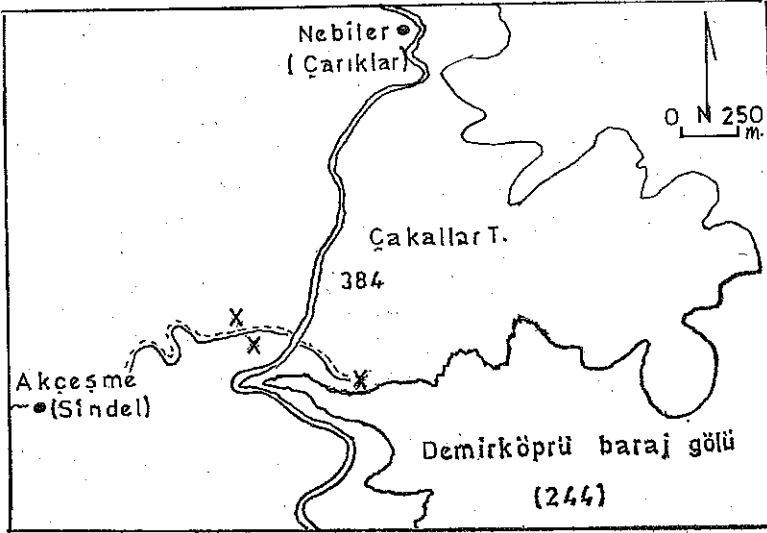 Nebiler
(Çarıklar)
0 N 250
m.
Çakallar T.
384
X
X
X
Akçeşme
(Sindel)
Demirköprü baraj gölü
(244)